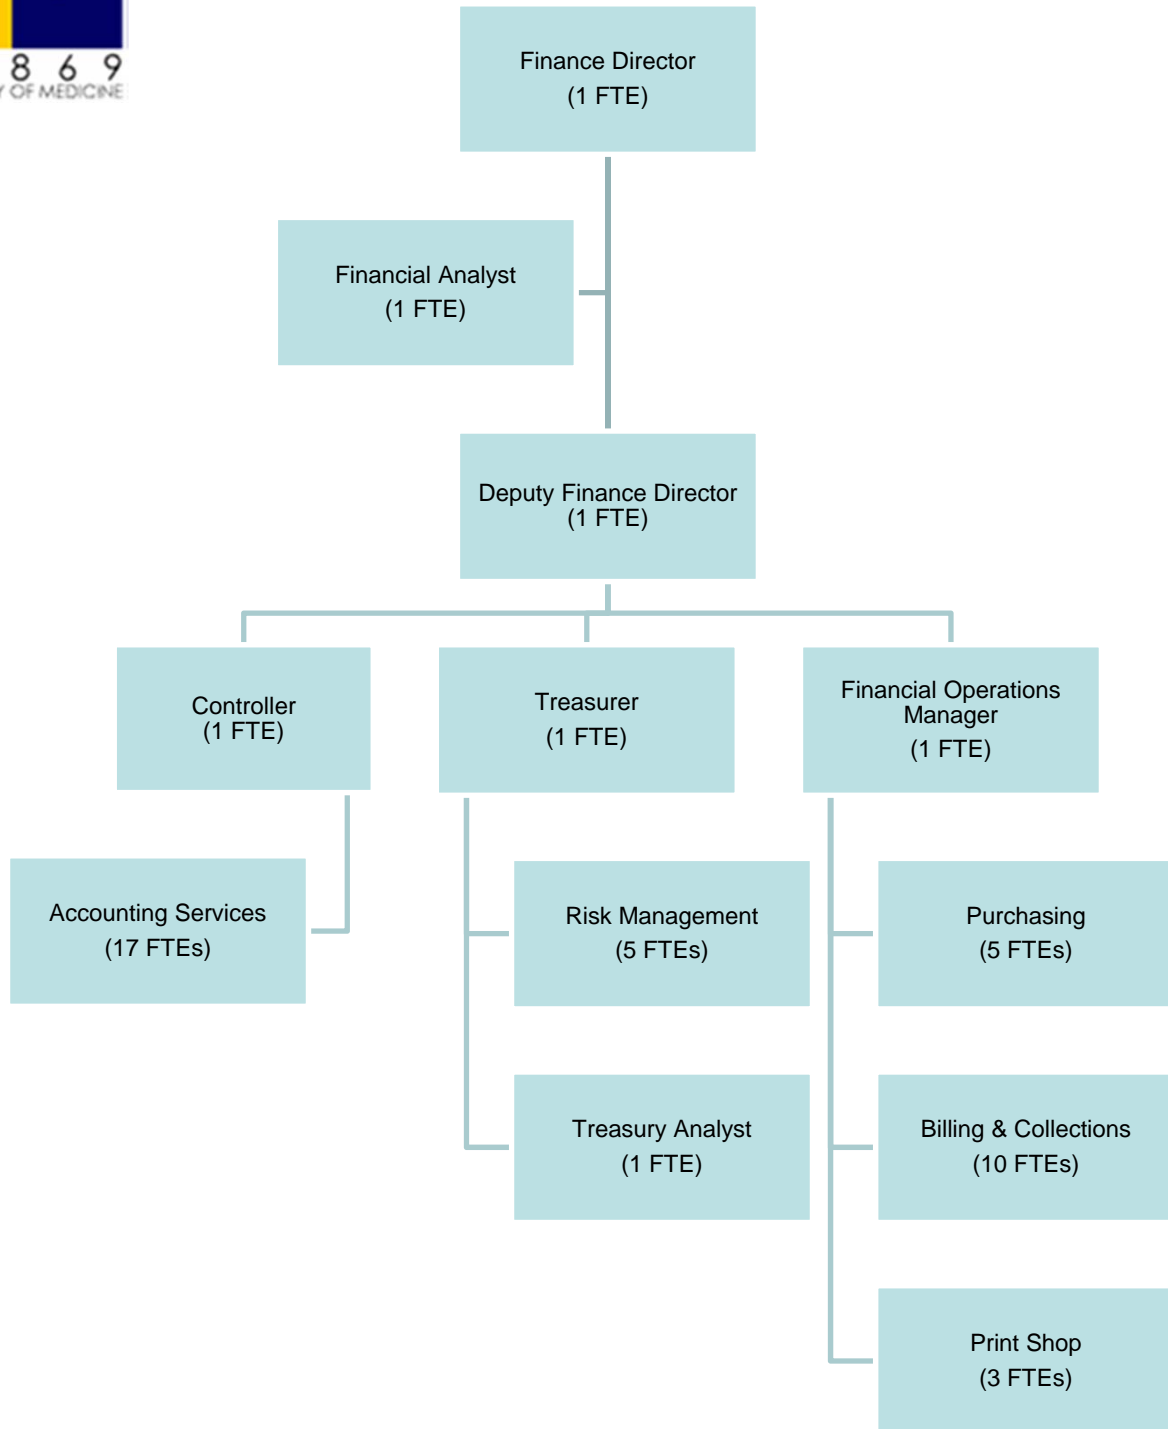 8 6 9
Y OF MEDICINE
Finance Director
(1 FTE)
Financial Analyst
(1 FTE)
Deputy Finance Director
(1 FTE)
Controller
(1 FTE)
Treasurer
(1 FTE)
Financial Operations
Manager
(1 FTE)
Accounting Services
(17 FTEs)
Risk Management
(5 FTEs)
Purchasing
(5 FTEs)
Treasury Analyst
(1 FTE)
Billing & Collections
(10 FTEs)
Print Shop
(3 FTEs)